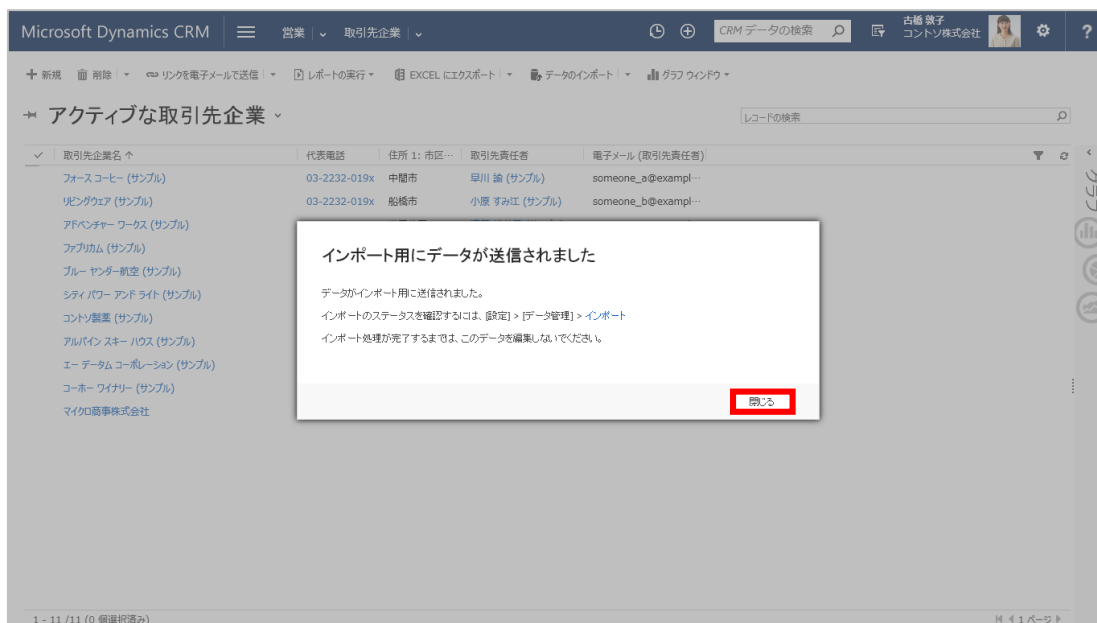 Microsoft Dynamics CRM 営業 取引先企業 CRM データの検索 古橋 敦子 コントソ株式会社 ?
新規 削除 リンクを電子メールで送信 レポートの実行 EXCEL にエクスポート データのインポート グラフ ウィンドウ
アクティブな取引先企業 レコードの検索
取引先企業名 代表電話 住所 1: 市区… 取引先責任者 電子メール (取引先責任者)
フォース コーヒー (サンプル) 03-2232-019x 中間市 早川 諭 (サンプル) someone_a@exampl…
グラフ
リビングウェア (サンプル) 03-2232-019x 船橋市 小原 すみ江 (サンプル) someone_b@exampl…
アドベンチャー ワークス (サンプル)
ファブリカム (サンプル)
ブルー ヤンダー航空 (サンプル)
シティ パワー アンド ライト (サンプル)
コントソ製薬 (サンプル)
アルパイン スキー ハウス (サンプル)
エー データム コーポレーション (サンプル)
コーホー ワイナリー (サンプル)
マイクロ商事株式会社
インポート用にデータが送信されました
データがインポート用に送信されました。
インポートのステータスを確認するには、[設定] > [データ管理] > インポート
インポート処理が完了するまでは、このデータを編集しないでください。
閉じる
1 - 11 /11 (0 個選択済み) 1 ページ